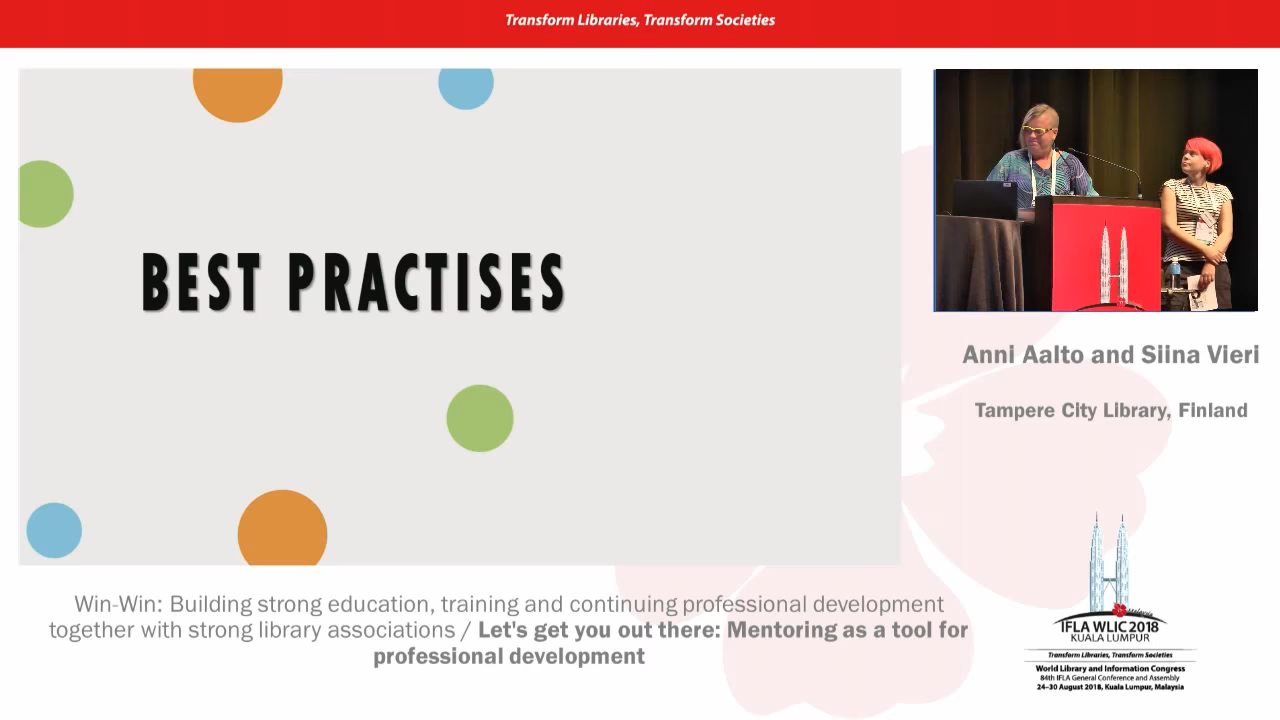 Transform Libraries, Transform Societies
BEST PRACTISES
Anni Aalto and Siina Vieri
Tampere City Library, Finland
Win-Win: Building strong education, training and continuing professional development
together with strong library associations / Let's get you out there: Mentoring as a tool for
professional development
Malaysia
IFLA WLIC 2018
KUALA LUMPUR
Transform Libraries, Transform Societies
World Library and Information Congress
84th IFLA General Conference and Assembly
24–30 August 2018, Kuala Lumpur, Malaysia